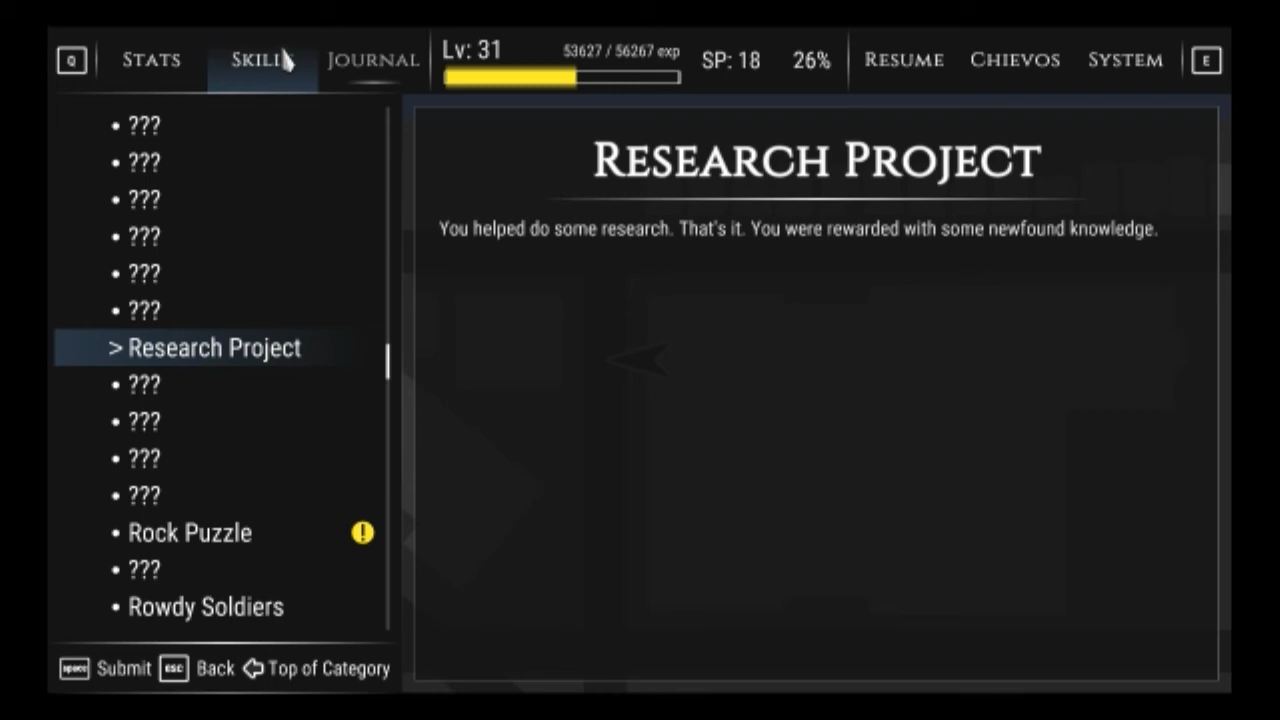 Q STATS SKILLS JOURNAL Lv: 31 53627 / 56267 exp SP: 18 26% RESUME CHIEVOS SYSTEM E
• ???
• ???
• ???
• ???
• ???
• ???
> Research Project
• ???
• ???
• ???
• ???
• Rock Puzzle !
• ???
• Rowdy Soldiers
space Submit esc Back Top of Category
RESEARCH PROJECT
You helped do some research. That's it. You were rewarded with some newfound knowledge.